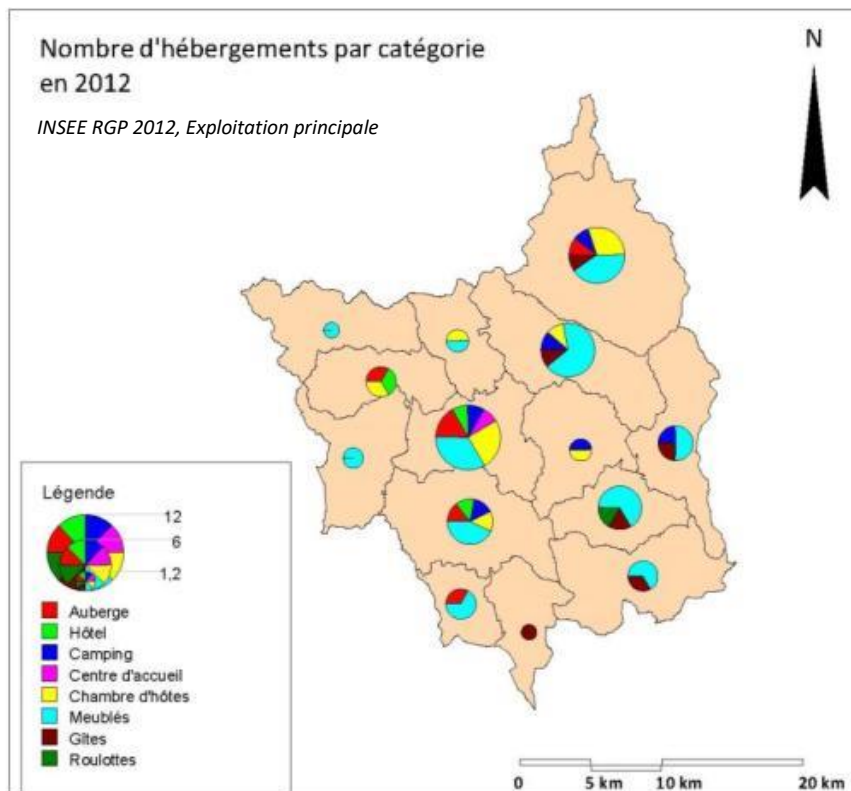 Nombre d'hébergements par catégorie
en 2012
INSEE RGP 2012, Exploitation principale
N
Légende
12
6
1,2
Auberge
Hôtel
Camping
Centre d'accueil
Chambre d'hôtes
Meublés
Gîtes
Roulottes
0 5 km 10 km 20 km